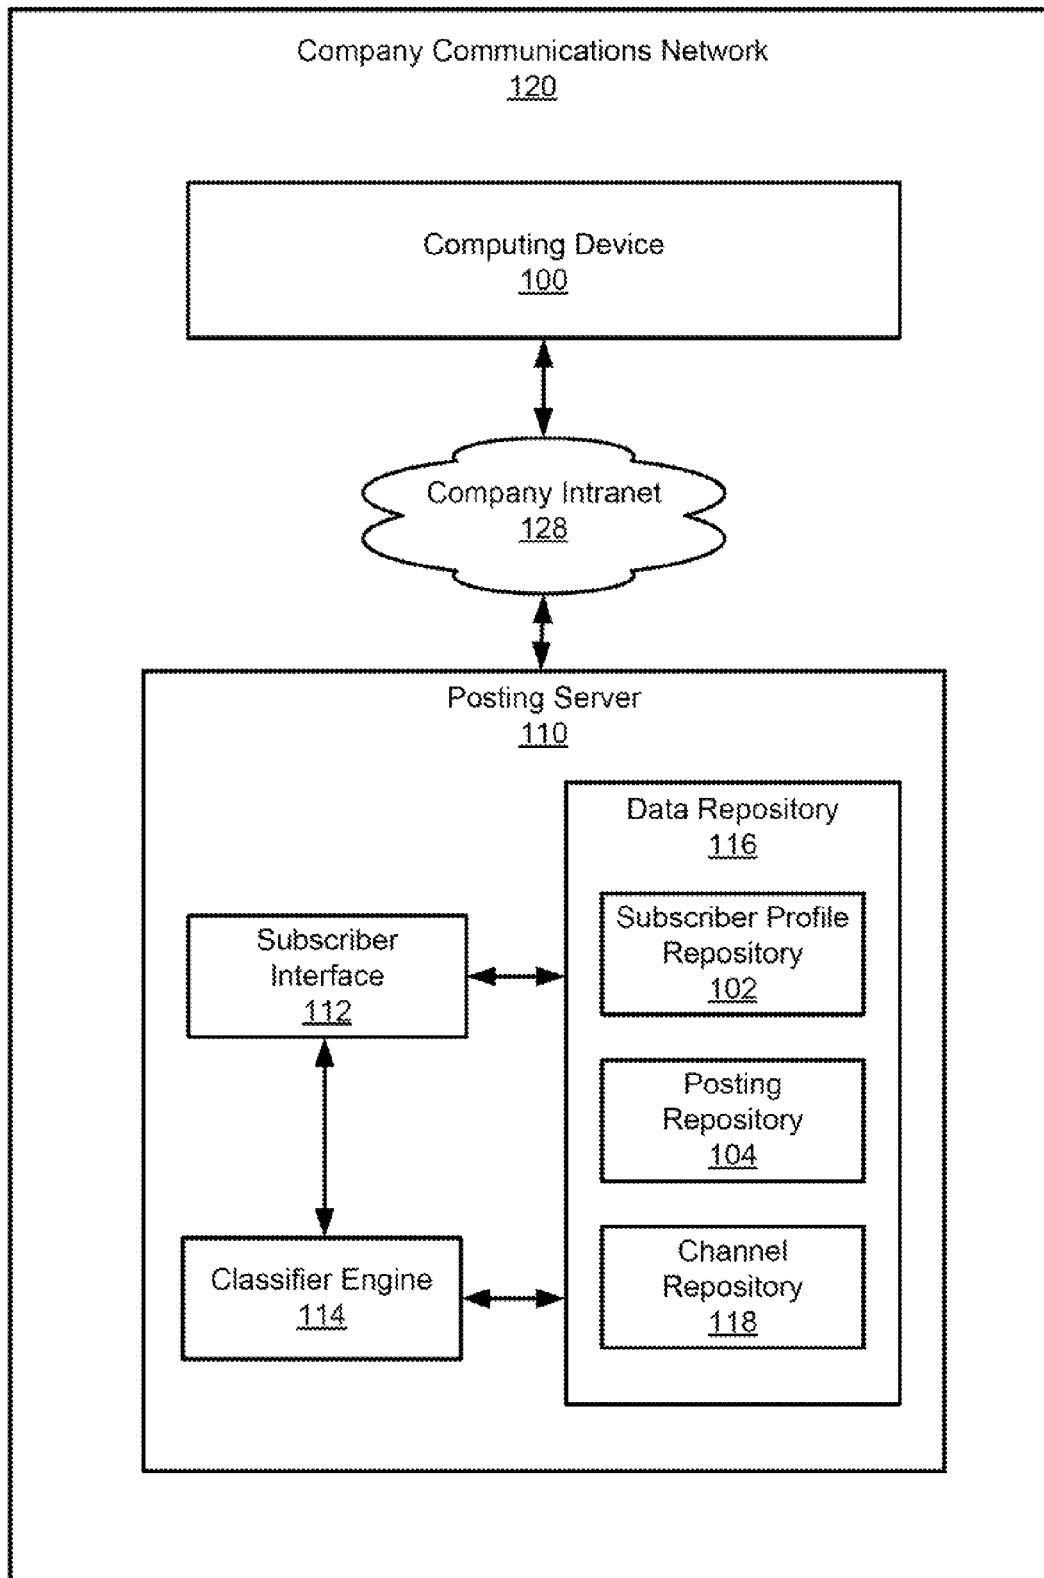 Company Communications Network
120
Computing Device
100
Company Intranet
128
Posting Server
110
Data Repository
116
Subscriber Profile
Repository
102
Subscriber
Interface
112
Posting
Repository
104
Classifier Engine
114
Channel
Repository
118